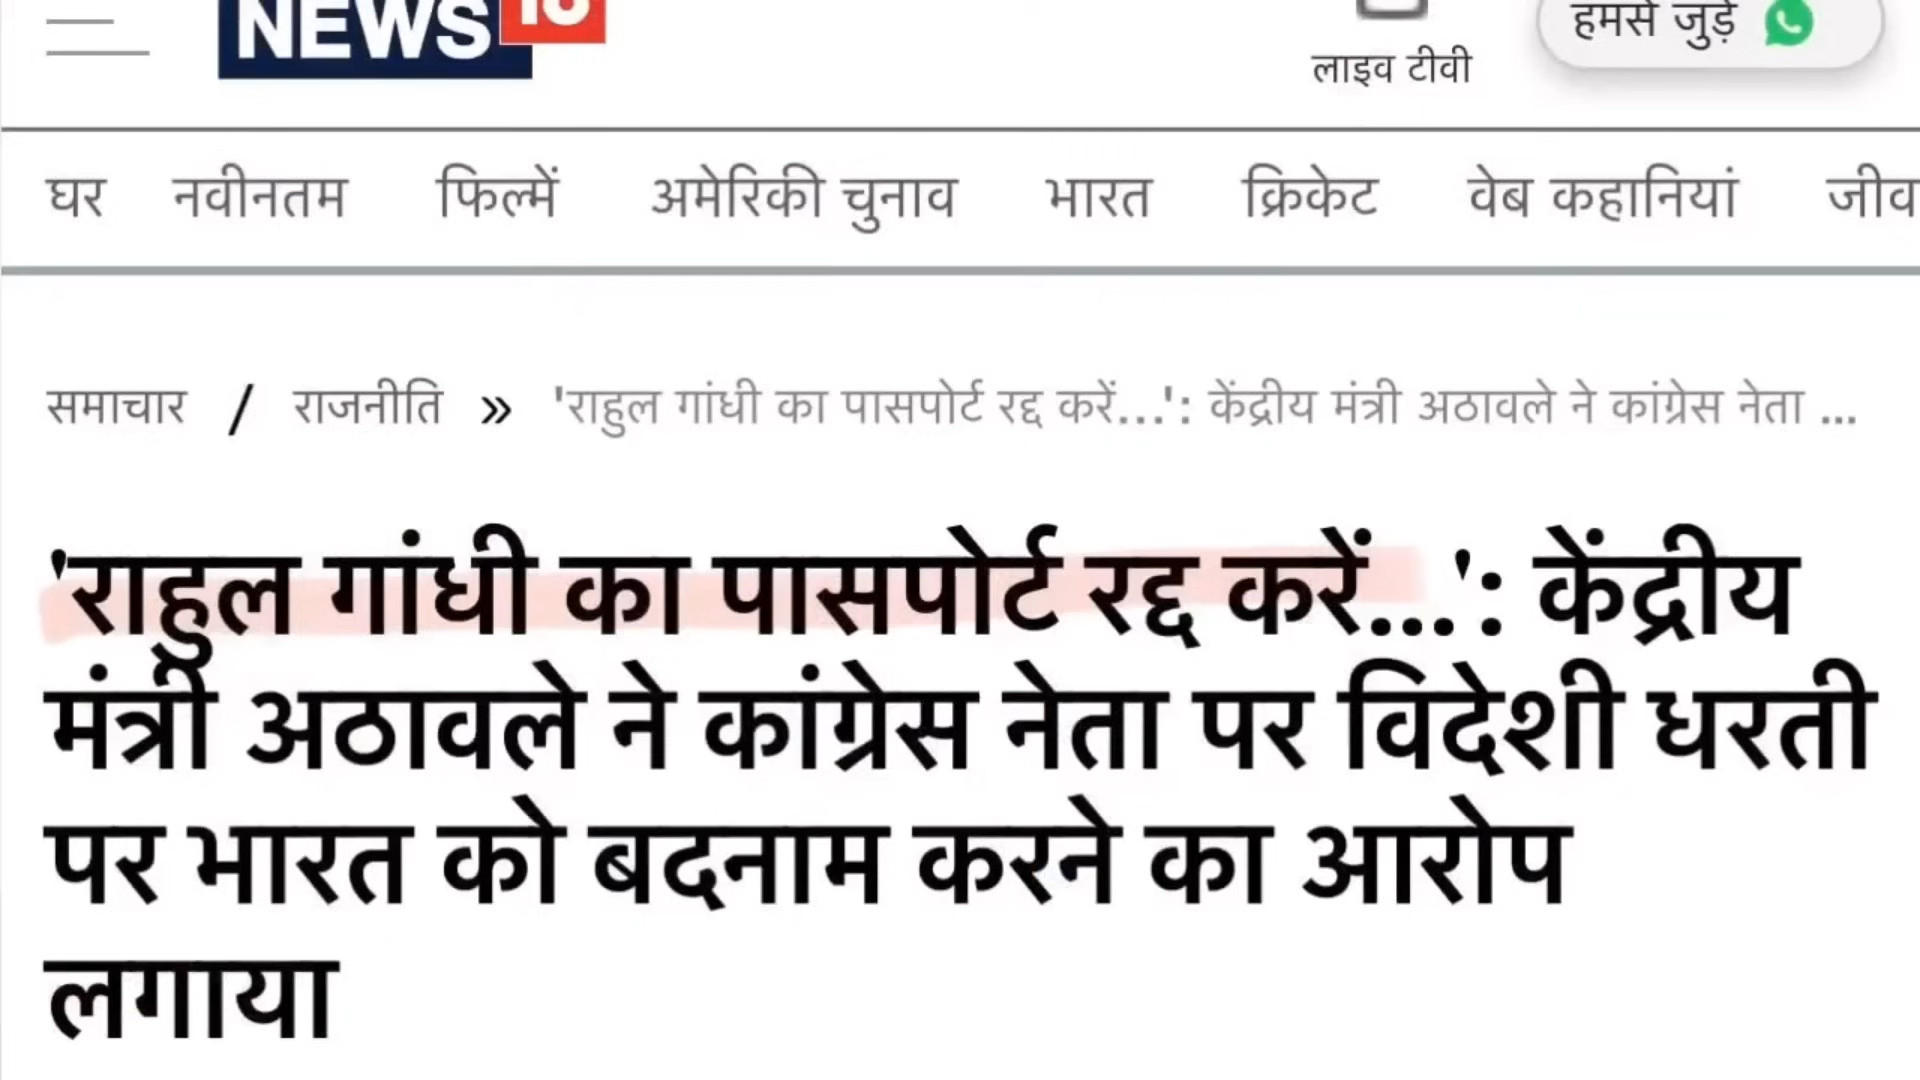 NEWS 18
हमसे जुड़ें
लाइव टीवी
घर नवीनतम फिल्में अमेरिकी चुनाव भारत क्रिकेट वेब कहानियां जीव
समाचार / राजनीति » 'राहुल गांधी का पासपोर्ट रद्द करें...': केंद्रीय मंत्री अठावले ने कांग्रेस नेता ...
'राहुल गांधी का पासपोर्ट रद्द करें...': केंद्रीय
मंत्री अठावले ने कांग्रेस नेता पर विदेशी धरती
पर भारत को बदनाम करने का आरोप
लगाया